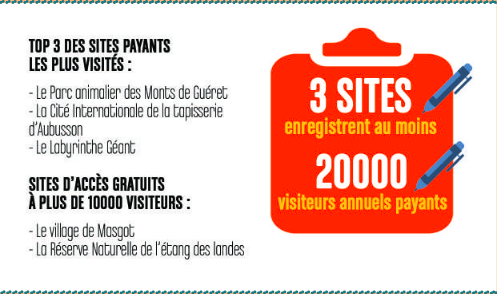 TOP 3 DES SITES PAYANTS
LES PLUS VISITÉS :
- Le Parc animalier des Monts de Guéret
- La Cité Internationale de la tapisserie
d'Aubusson
- Le Labyrinthe Géant
SITES D'ACCÈS GRATUITS
À PLUS DE 10000 VISITEURS :
- Le village de Masgot
- La Réserve Naturelle de l'étang des landes
3 SITES
enregistrent au moins
20000
visiteurs annuels payants